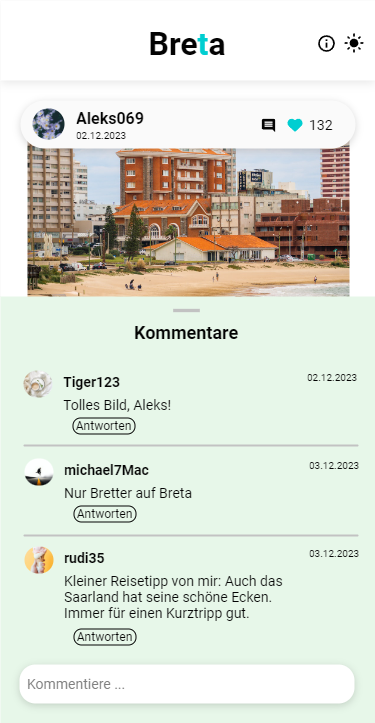 Breta
Aleks069
02.12.2023
132
Kommentare
Tiger123
02.12.2023
Tolles Bild, Aleks!
Antworten
michael7Mac
03.12.2023
Nur Bretter auf Breta
Antworten
rudi35
03.12.2023
Kleiner Reisetipp von mir: Auch das
Saarland hat seine schöne Ecken.
Immer für einen Kurztripp gut.
Antworten
Kommentiere ...